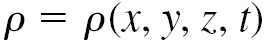 ρ = ρ(x, y, z, t)